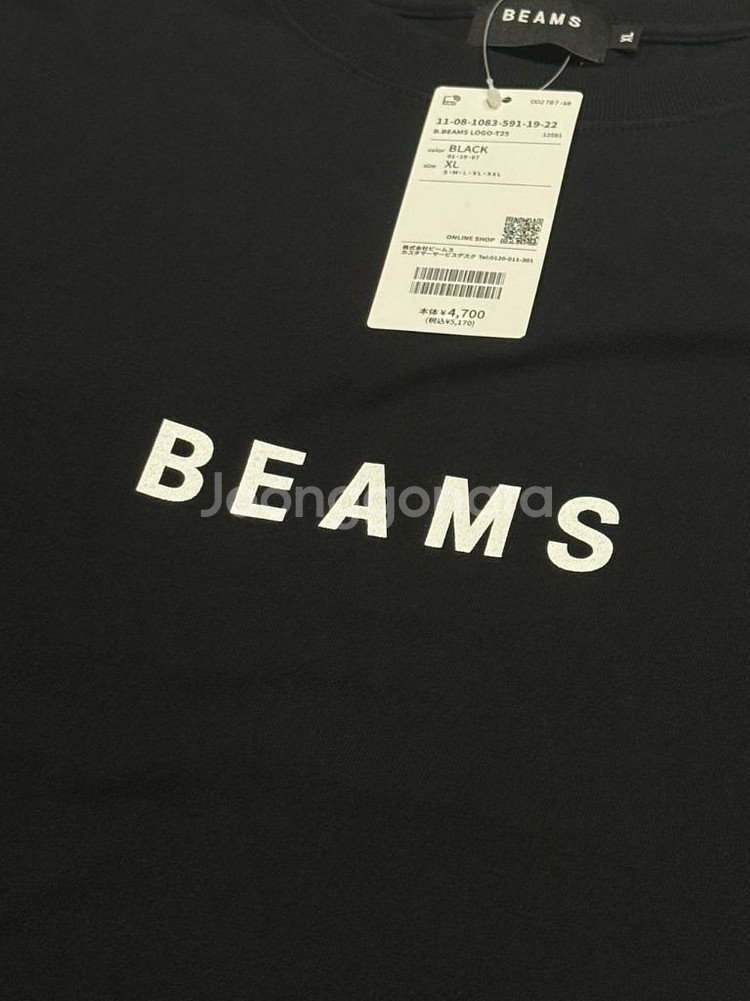 BEAMS
XL
002787-58
11-08-1083-591-19-22
B.BEAMS LOGO-T25 12581
color BLACK
01・19・67
size XL
S・M・L・XL・XXL
ONLINE SHOP
株式会社ビームス
カスタマーサービスデスク Tel:0120-011-301
本体¥4,700
(税込¥5,170)
BEAMS
Joonggonara